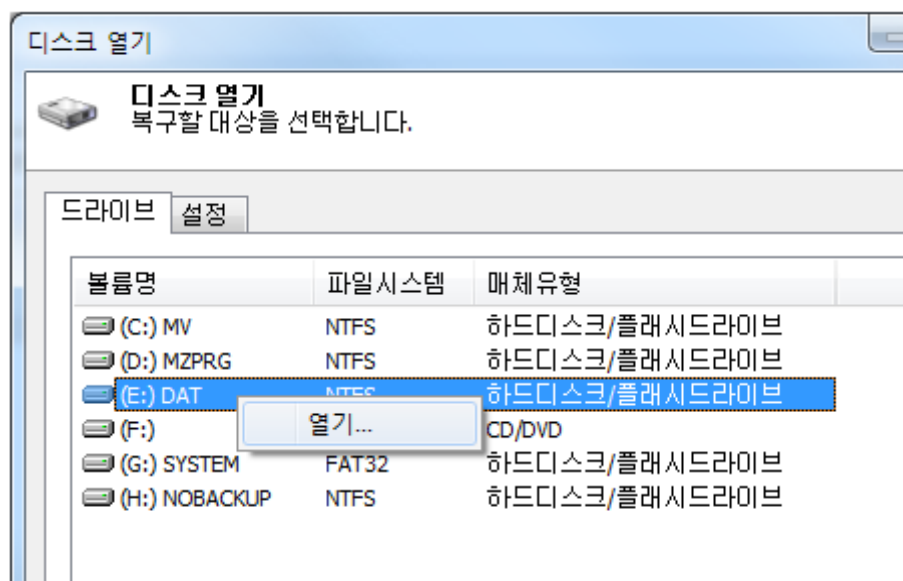 디스크 열기
디스크 열기
복구할 대상을 선택합니다.
드라이브 설정
볼륨명 파일시스템 매체유형
(C:) MV NTFS 하드디스크/플래시드라이브
(D:) MZPRG NTFS 하드디스크/플래시드라이브
(E:) DAT NTFS 하드디스크/플래시드라이브
열기...
(F:) CD/DVD
(G:) SYSTEM FAT32 하드디스크/플래시드라이브
(H:) NOBACKUP NTFS 하드디스크/플래시드라이브